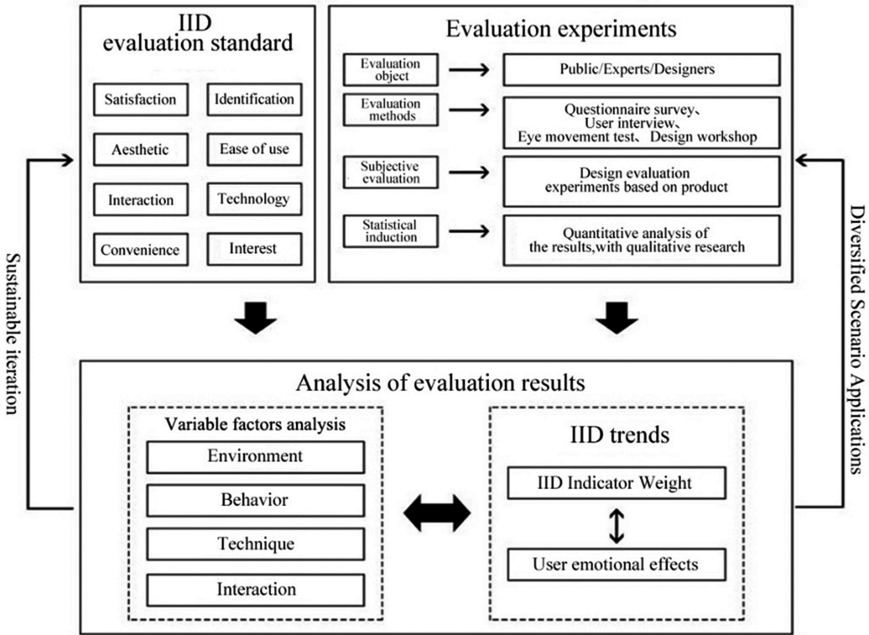 IID
evaluation standard
Satisfaction
Identification
Aesthetic
Ease of use
Interaction
Technology
Convenience
Interest
Evaluation experiments
Evaluation
object
Public/Experts/Designers
Evaluation
methods
Questionnaire survey、
User interview、
Eye movement test、Design workshop
Subjective
evaluation
Design evaluation
experiments based on product
Statistical
induction
Quantitative analysis of
the results,with qualitative research
Sustainable iteration
Diversified Scenario Applications
Analysis of evaluation results
Variable factors analysis
Environment
Behavior
Technique
Interaction
IID trends
IID Indicator Weight
User emotional effects